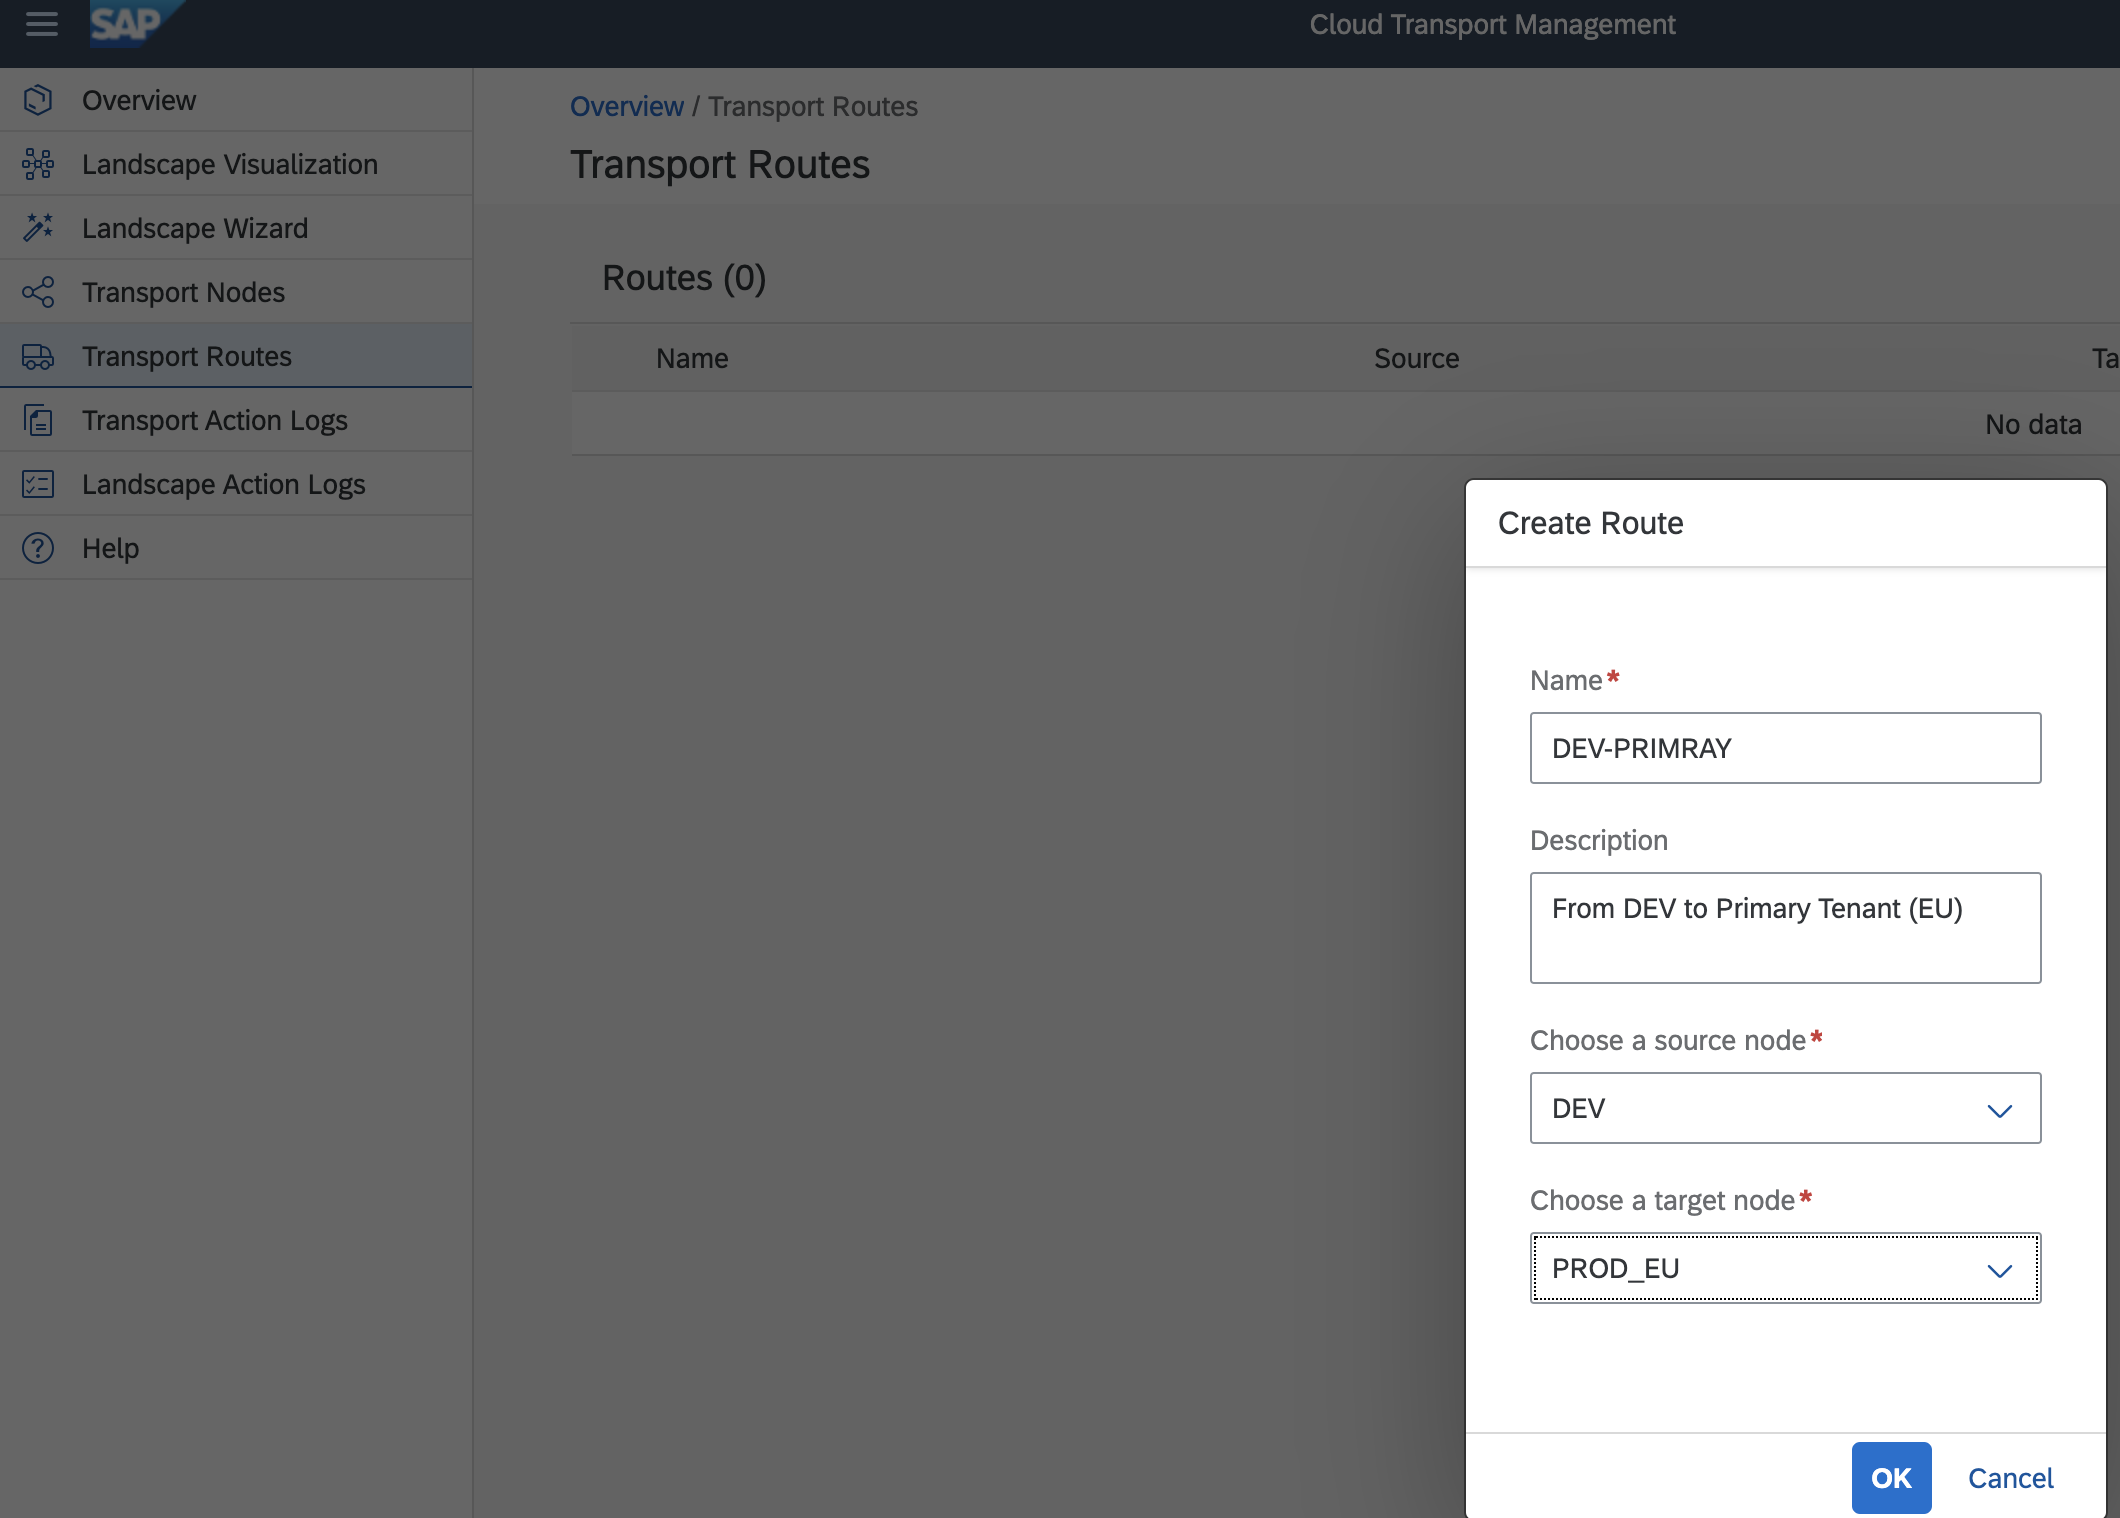 SAP
Cloud Transport Management
Overview
Landscape Visualization
Landscape Wizard
Transport Nodes
Transport Routes
Transport Action Logs
Landscape Action Logs
Help
Overview / Transport Routes
Transport Routes
Routes (0)
Name Source Ta
No data
Create Route
Name*
DEV-PRIMRAY
Description
From DEV to Primary Tenant (EU)
Choose a source node*
DEV
Choose a target node*
PROD_EU
OK Cancel